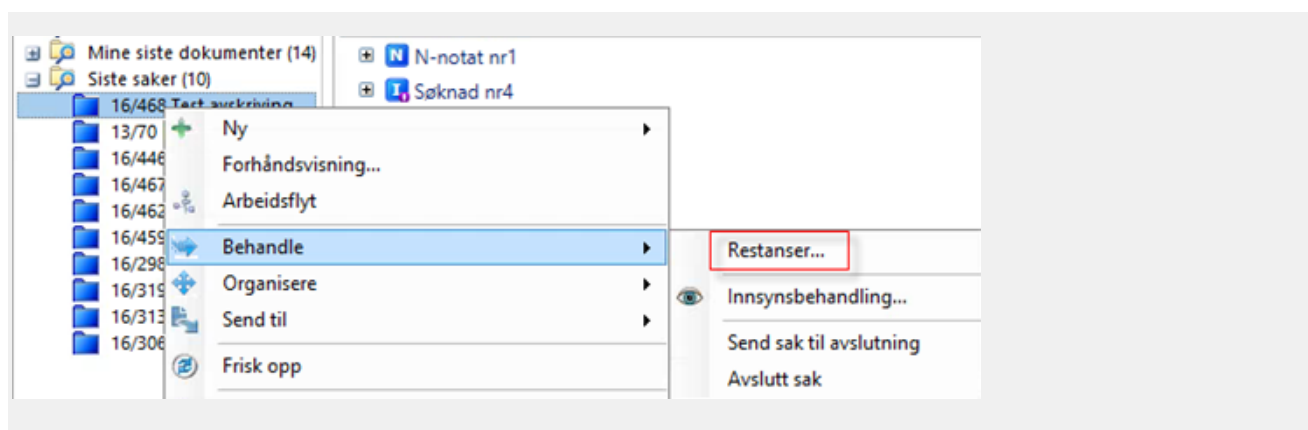 Mine siste dokumenter (14)
Siste saker (10)
16/468 Test avskriving
13/70
16/446
16/467
16/462
16/459
16/298
16/319
16/313
16/306
N N-notat nr1
I Søknad nr4
Ny
Forhåndsvisning...
Arbeidsflyt
Behandle
Organisere
Send til
Frisk opp
Restanser...
Innsynsbehandling...
Send sak til avslutning
Avslutt sak